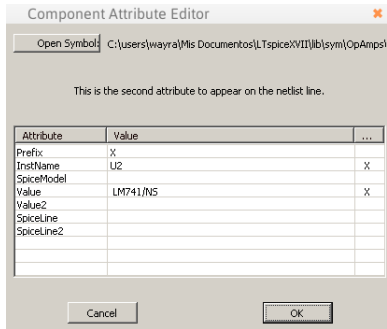 Component Attribute Editor
Open Symbol: C:\users\wayra\Mis Documentos\LTspiceXVII\lib\sym\OpAmps\
This is the second attribute to appear on the netlist line.
Attribute Value ...
Prefix X
InstName U2 X
SpiceModel
Value LM741/NS X
Value2
SpiceLine
SpiceLine2
Cancel OK